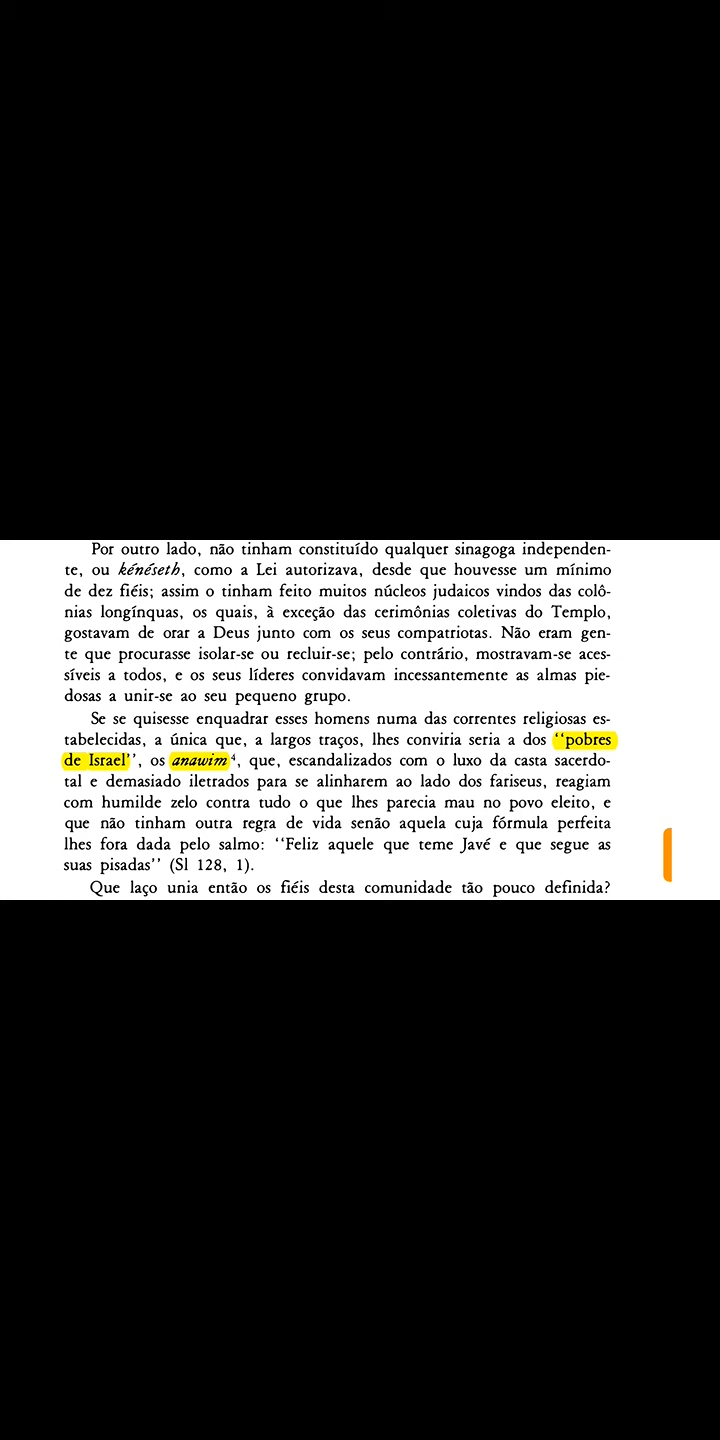 Por outro lado, não tinham constituído qualquer sinagoga independen-
te, ou kénéseth, como a Lei autorizava, desde que houvesse um mínimo
de dez fiéis; assim o tinham feito muitos núcleos judaicos vindos das colô-
nias longínquas, os quais, à exceção das cerimônias coletivas do Templo,
gostavam de orar a Deus junto com os seus compatriotas. Não eram gen-
te que procurasse isolar-se ou recluir-se; pelo contrário, mostravam-se aces-
síveis a todos, e os seus líderes convidavam incessantemente as almas pie-
dosas a unir-se ao seu pequeno grupo.
Se se quisesse enquadrar esses homens numa das correntes religiosas es-
tabelecidas, a única que, a largos traços, lhes conviria seria a dos ‘‘pobres
de Israel’’, os anawim⁴, que, escandalizados com o luxo da casta sacerdo-
tal e demasiado iletrados para se alinharem ao lado dos fariseus, reagiam
com humilde zelo contra tudo o que lhes parecia mau no povo eleito, e
que não tinham outra regra de vida senão aquela cuja fórmula perfeita
lhes fora dada pelo salmo: ‘‘Feliz aquele que teme Javé e que segue as
suas pisadas’’ (Sl 128, 1).
Que laço unia então os fiéis desta comunidade tão pouco definida?